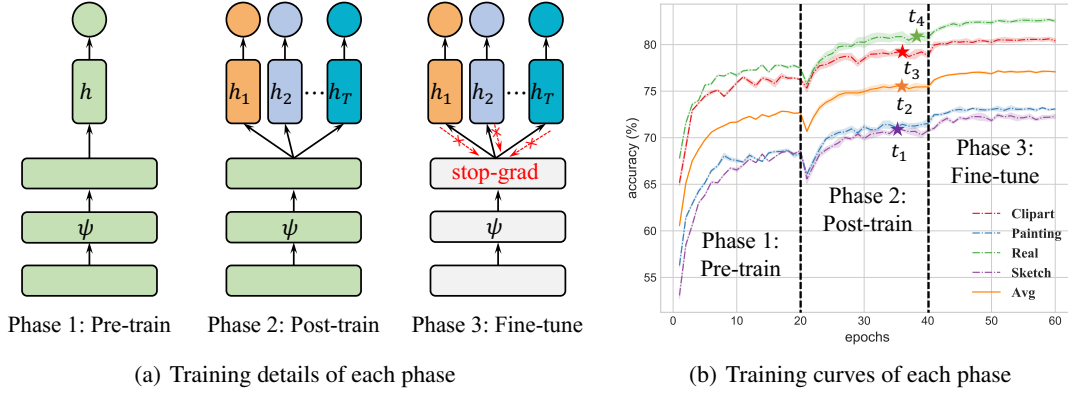 h
ψ
Phase 1: Pre-train
h₁
h₂
···
h_T
ψ
Phase 2: Post-train
h₁
h₂
···
h_T
stop-grad
ψ
Phase 3: Fine-tune
(a) Training details of each phase
accuracy (%)
80
75
70
65
60
55
0
10
20
30
40
50
60
epochs
t₄
t₃
t₂
t₁
Phase 1:
Pre-train
Phase 2:
Post-train
Phase 3:
Fine-tune
Clipart
Painting
Real
Sketch
Avg
(b) Training curves of each phase